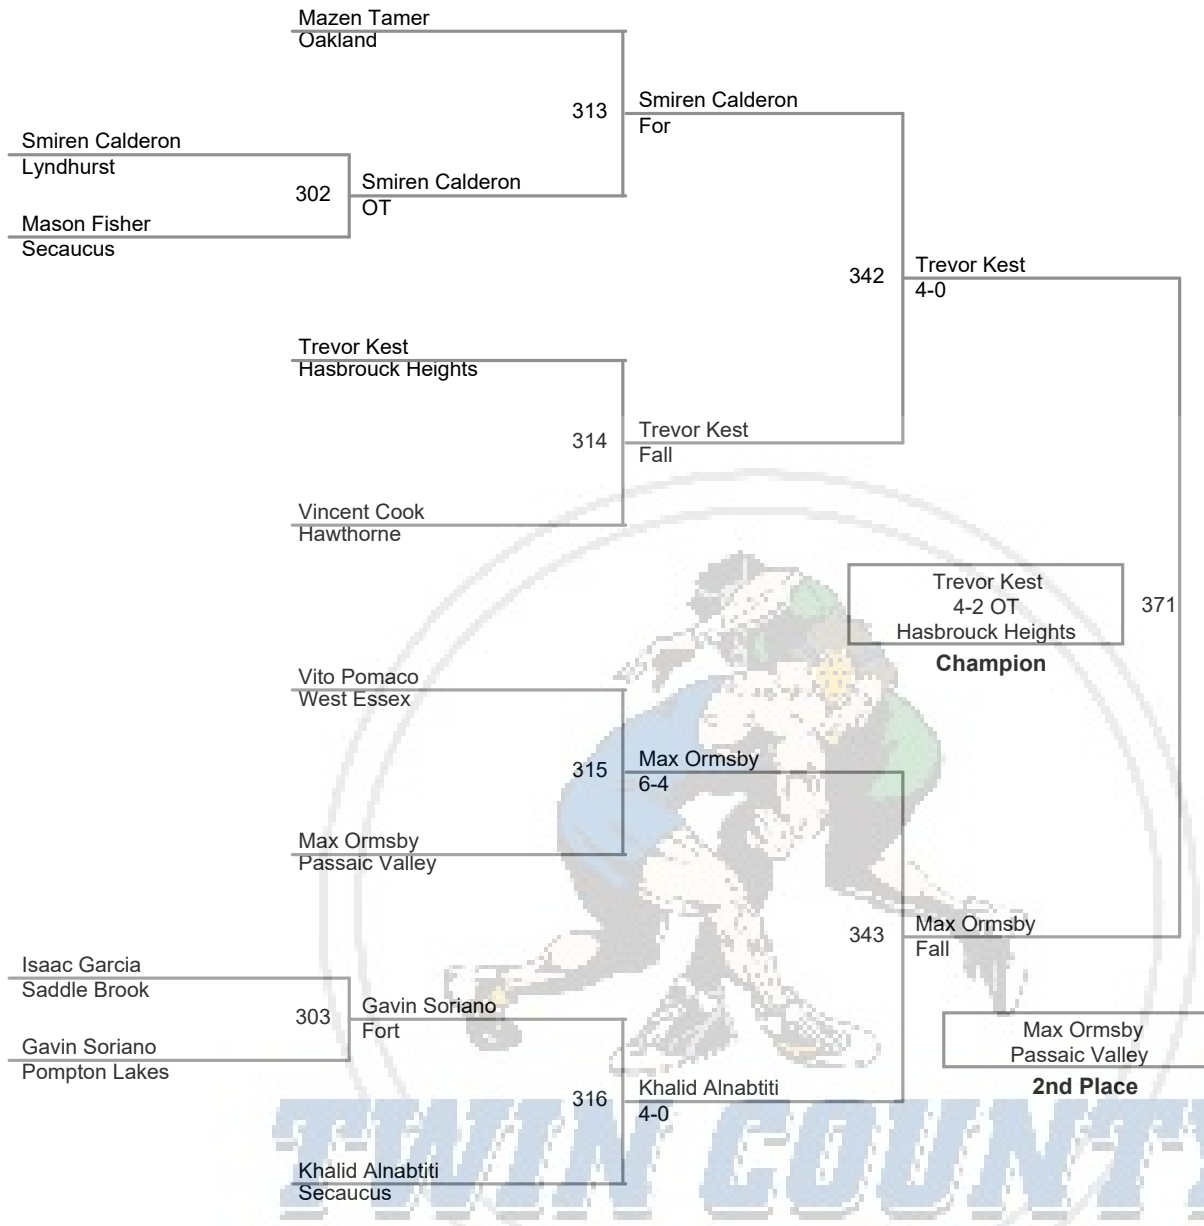 Mazen Tamer
Oakland
313
Smiren Calderon
For
Smiren Calderon
Lyndhurst
302
Smiren Calderon
OT
Mason Fisher
Secaucus
342
Trevor Kest
4-0
Trevor Kest
Hasbrouck Heights
314
Trevor Kest
Fall
Vincent Cook
Hawthorne
Trevor Kest
4-2 OT
Hasbrouck Heights
371
Champion
Vito Pomaco
West Essex
315
Max Ormsby
6-4
Max Ormsby
Passaic Valley
343
Max Ormsby
Fall
Isaac Garcia
Saddle Brook
303
Gavin Soriano
Fort
Gavin Soriano
Pompton Lakes
Max Ormsby
Passaic Valley
2nd Place
316
Khalid Alnabtiti
4-0
Khalid Alnabtiti
Secaucus
TWIN COUNTY